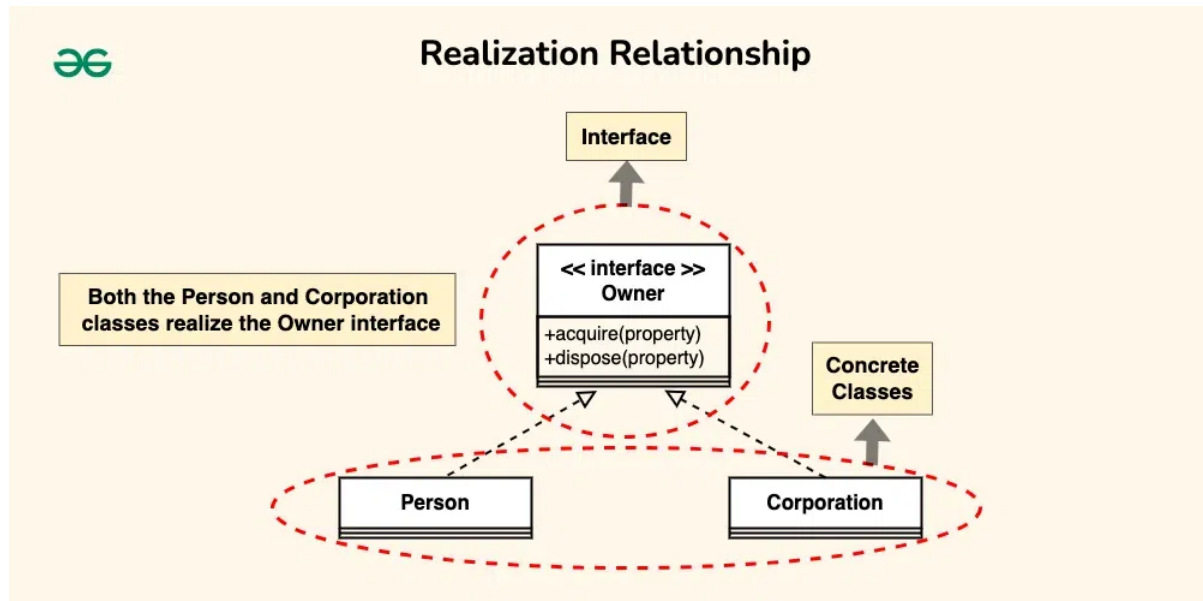 Realization Relationship
Interface
<< interface >>
Owner
Both the Person and Corporation
classes realize the Owner interface
+acquire(property)
+dispose(property)
Concrete
Classes
Person
Corporation